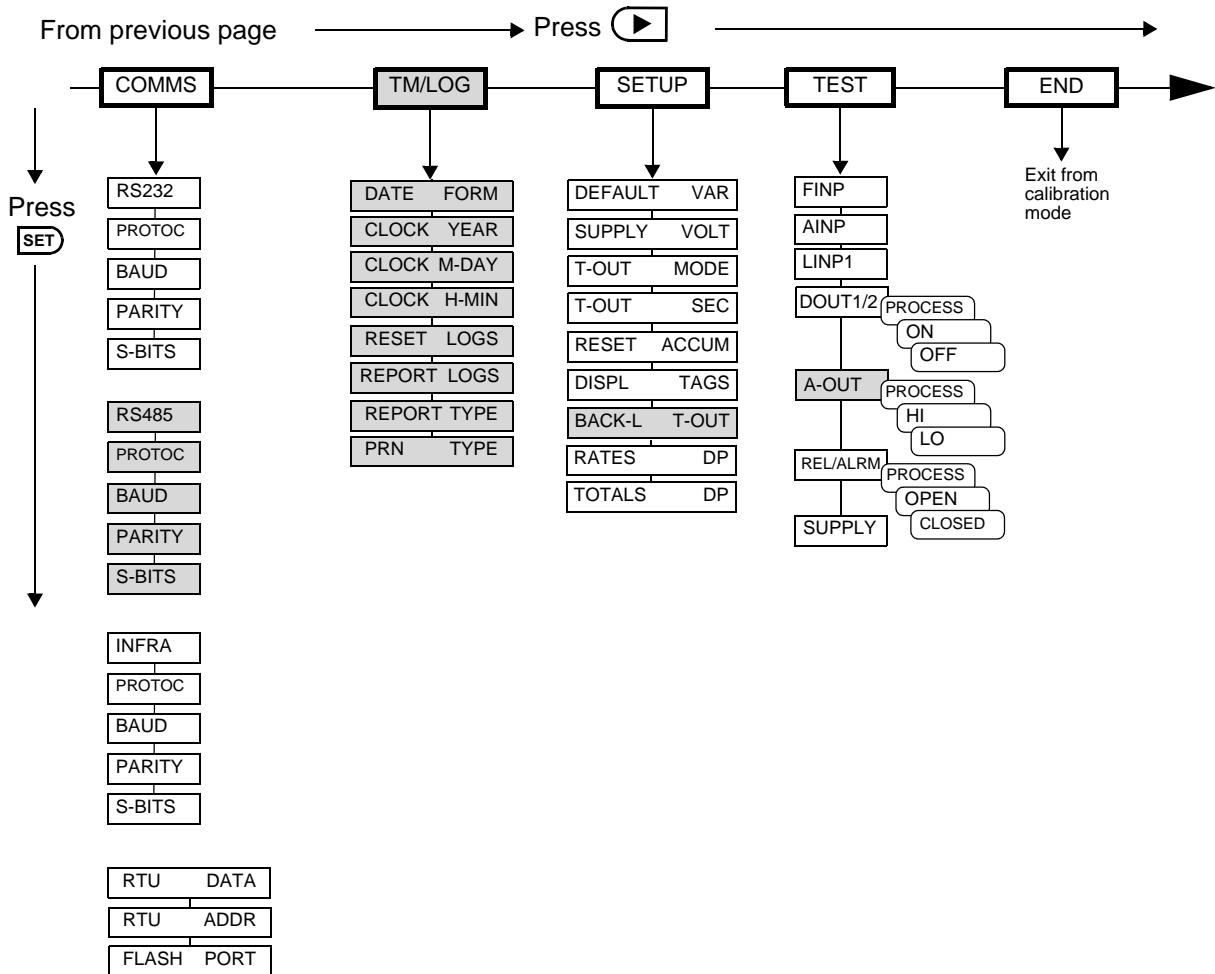 From previous page
Press
COMMS
TM/LOG
SETUP
TEST
END
Press
SET
RS232
PROTOC
BAUD
PARITY
S-BITS
RS485
PROTOC
BAUD
PARITY
S-BITS
INFRA
PROTOC
BAUD
PARITY
S-BITS
RTU DATA
RTU ADDR
FLASH PORT
DATE FORM
CLOCK YEAR
CLOCK M-DAY
CLOCK H-MIN
RESET LOGS
REPORT LOGS
REPORT TYPE
PRN TYPE
DEFAULT VAR
SUPPLY VOLT
T-OUT MODE
T-OUT SEC
RESET ACCUM
DISPL TAGS
BACK-L T-OUT
RATES DP
TOTALS DP
FINP
AINP
LINP1
DOUT1/2
PROCESS
ON
OFF
A-OUT
PROCESS
HI
LO
REL/ALRM
PROCESS
OPEN
CLOSED
SUPPLY
Exit from
calibration
mode